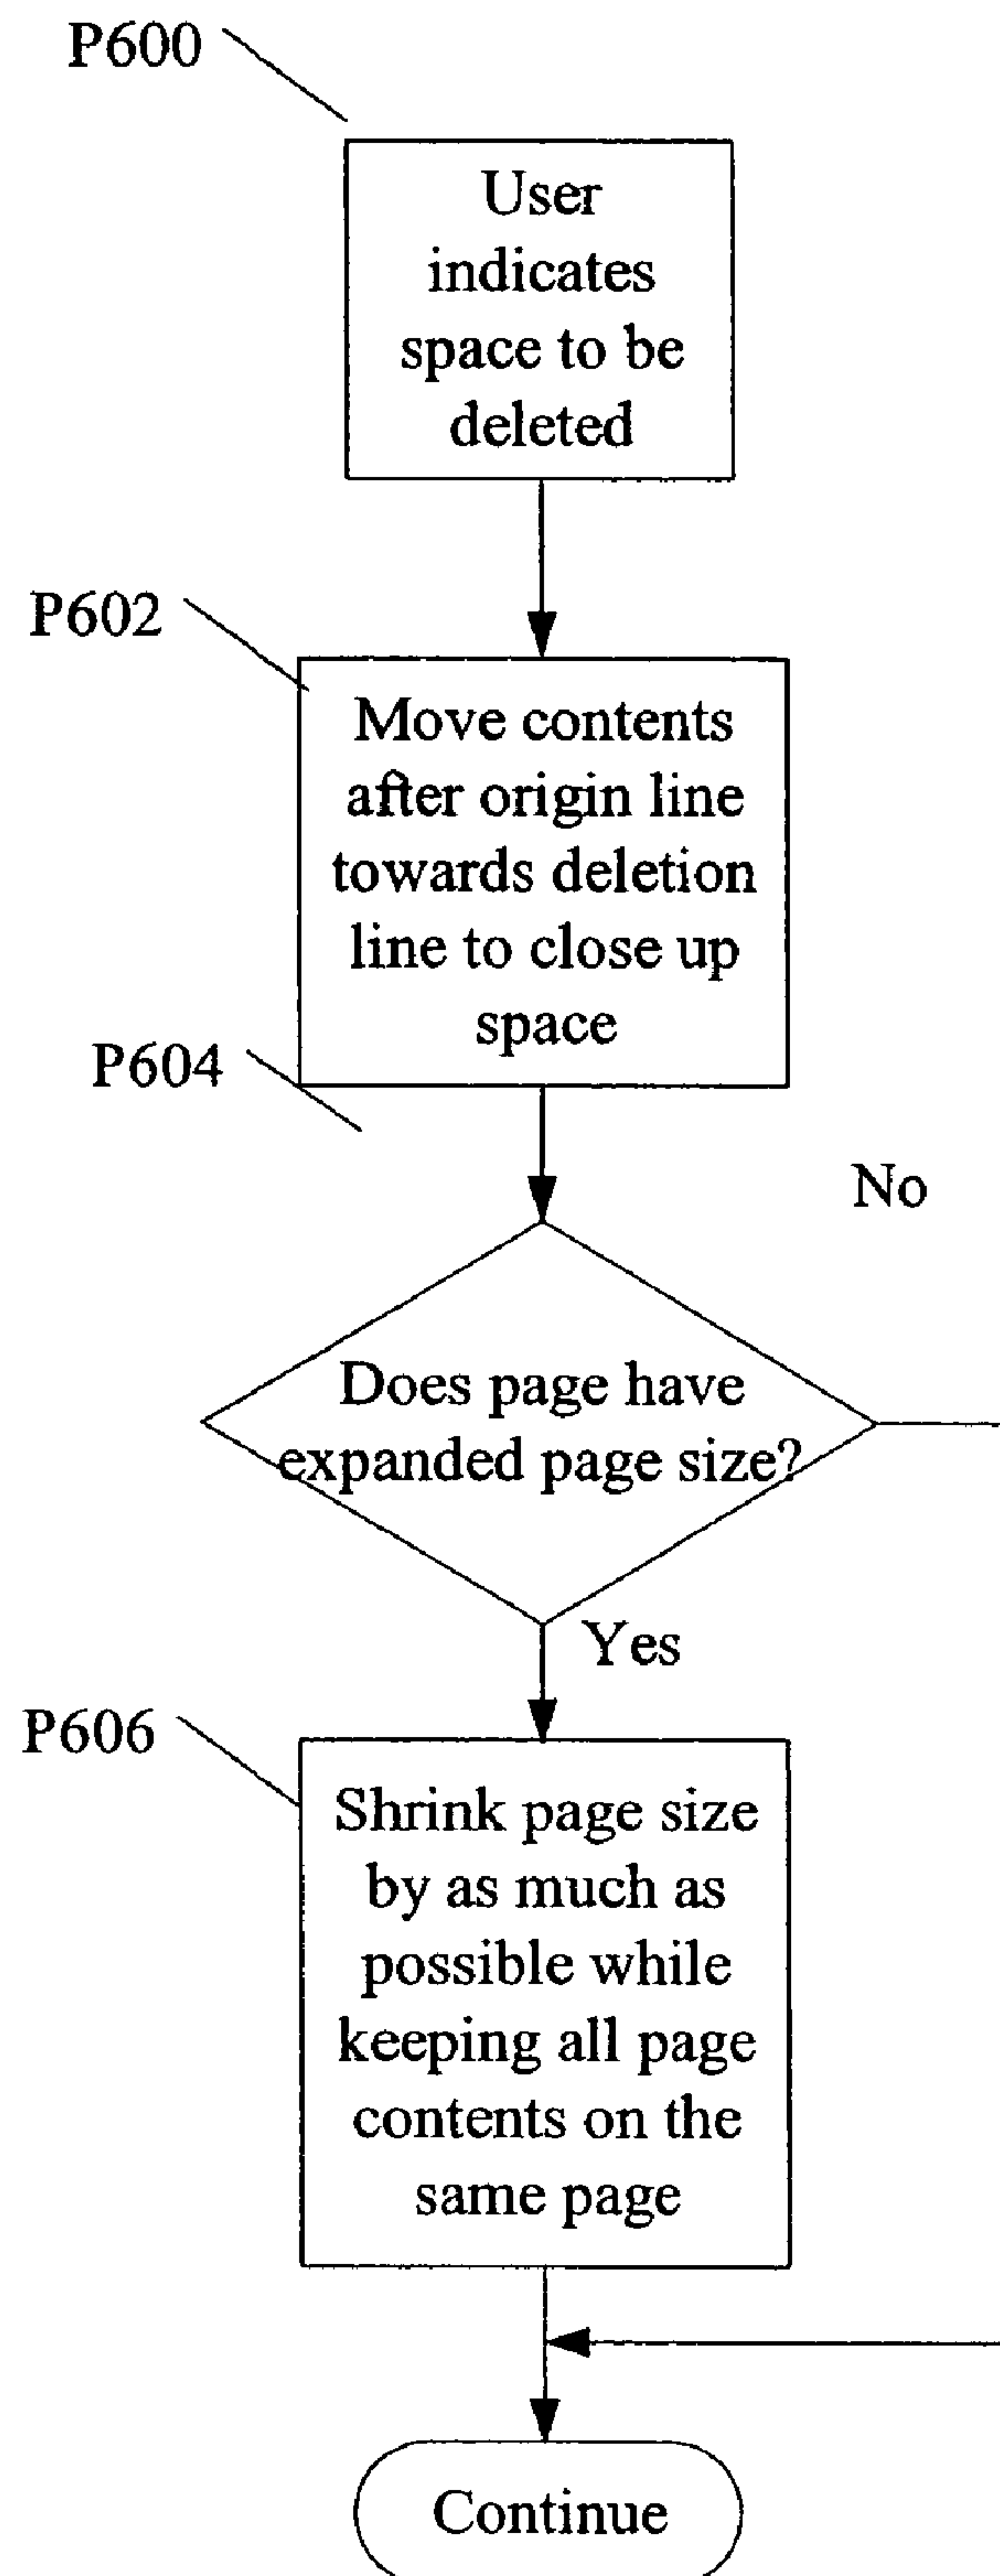 P600
User
indicates
space to be
deleted
P602
Move contents
after origin line
towards deletion
line to close up
space
P604
No
Does page have
expanded page size?
Yes
P606
Shrink page size
by as much as
possible while
keeping all page
contents on the
same page
Continue